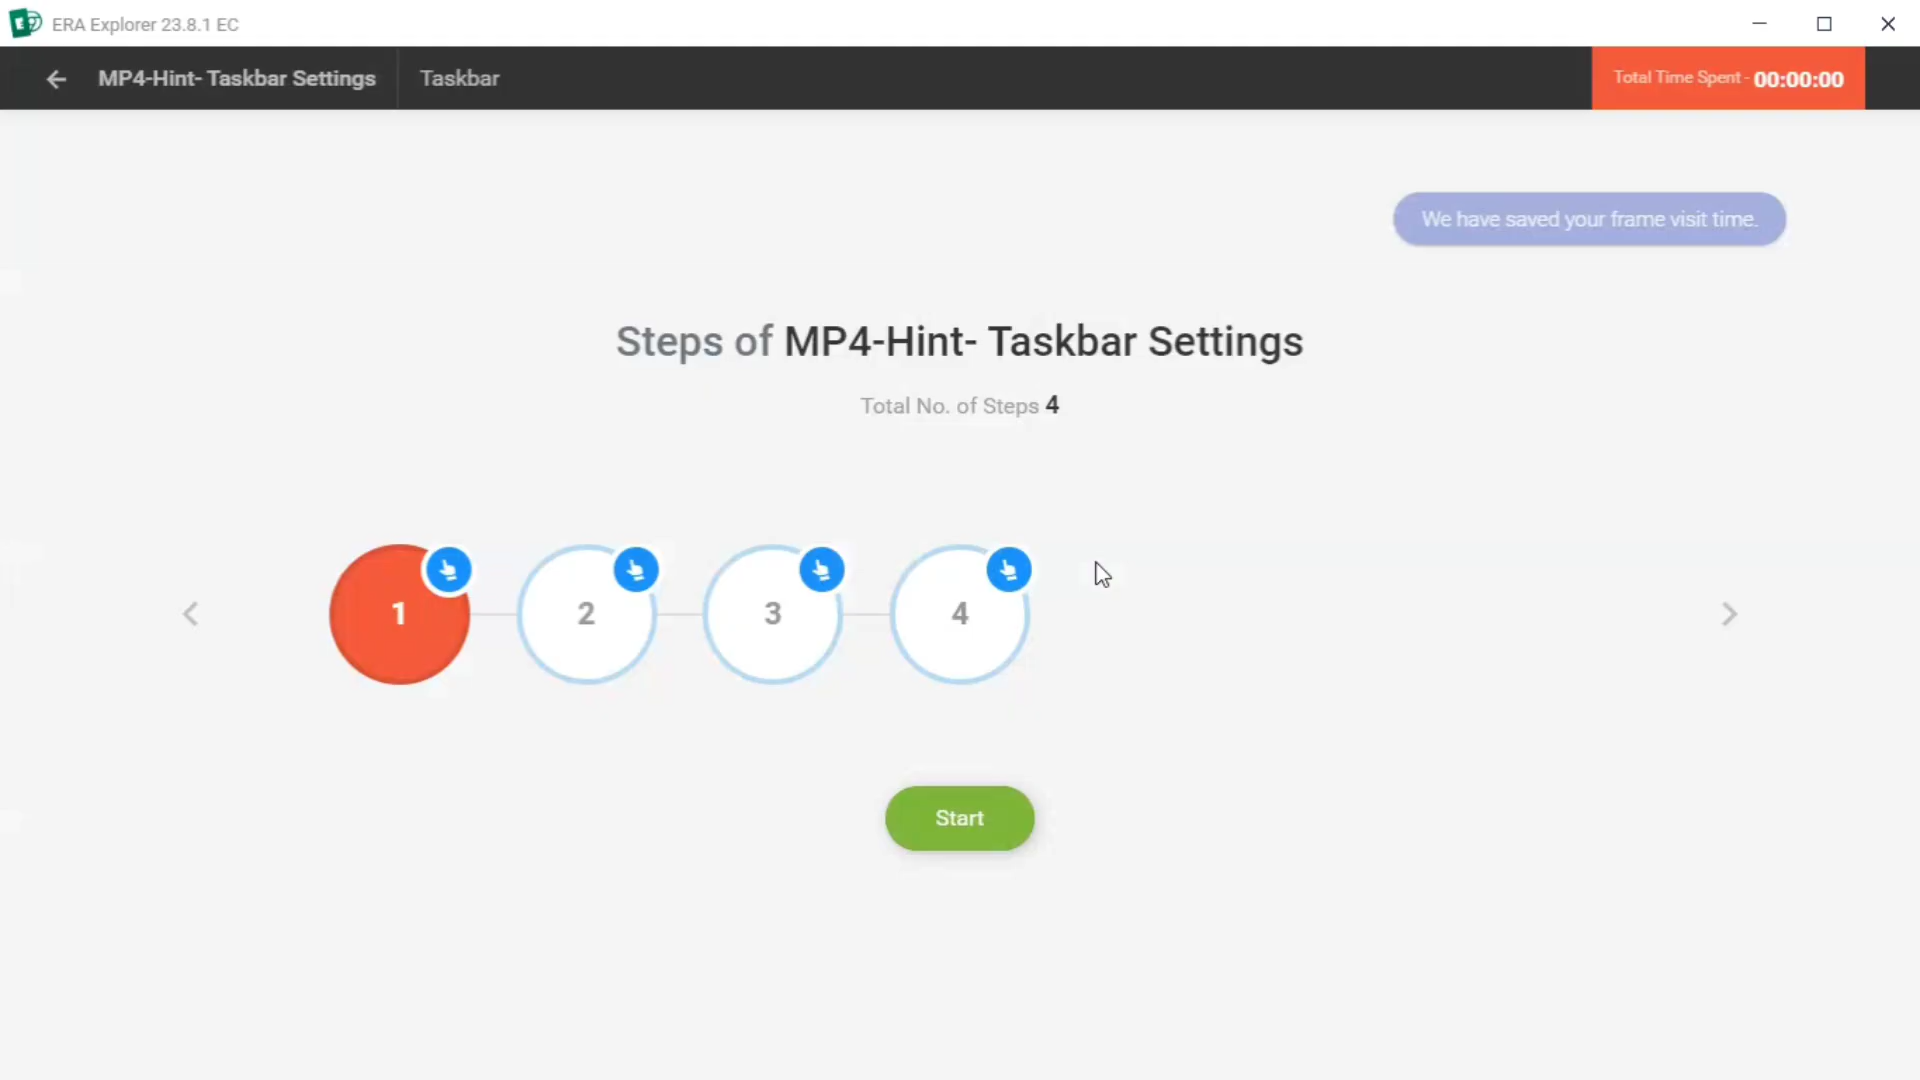 ERA Explorer 23.8.1 EC
MP4-Hint- Taskbar Settings
Taskbar
Total Time Spent - 00:00:00
We have saved your frame visit time.
Steps of MP4-Hint- Taskbar Settings
Total No. of Steps 4
1
2
3
4
Start